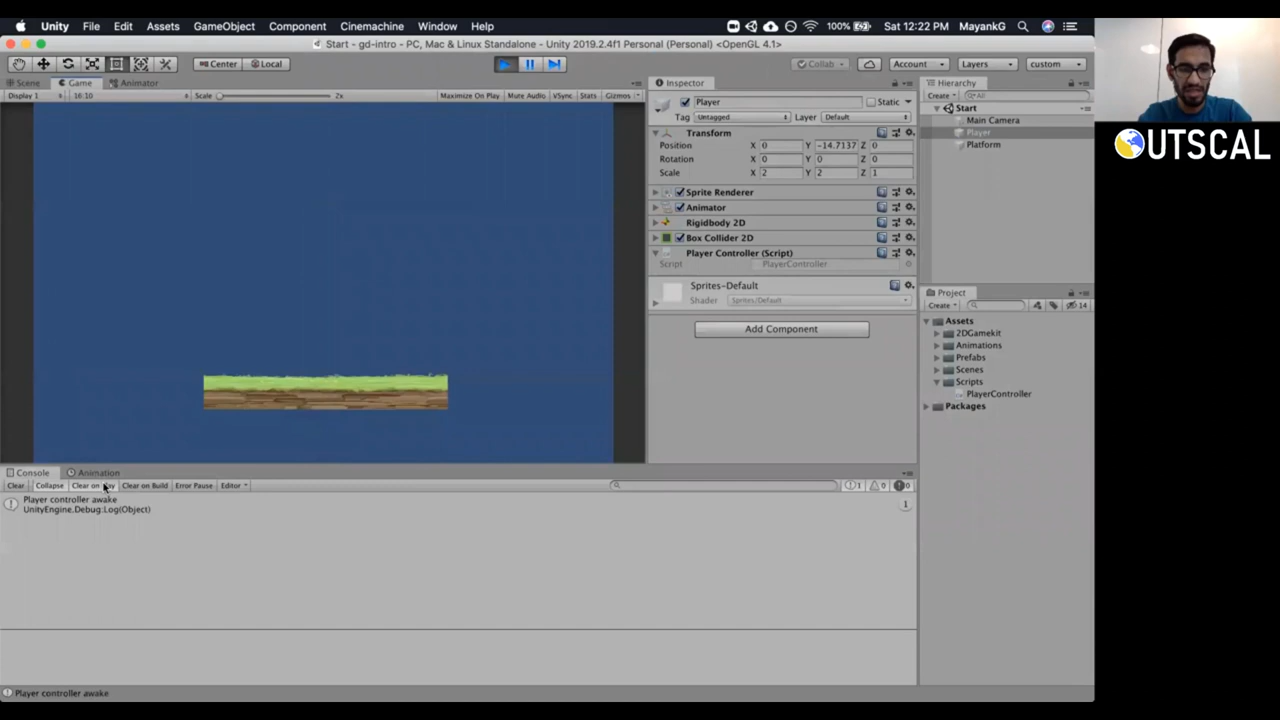 Unity File Edit Assets GameObject Component Cinemachine Window Help 100% Sat 12:22 PM MayankG
Start - gd-intro - PC, Mac & Linux Standalone - Unity 2019.2.4f1 Personal (Personal) <OpenGL 4.1>
Center Local Collab Account Layers custom
Scene Game Animator
Display 1 16:10 Scale 2x Maximize On Play Mute Audio VSync Stats Gizmos
Inspector
Player Static
Tag Untagged Layer Default
Transform
Position X 0 Y -14.7137 Z 0
Rotation X 0 Y 0 Z 0
Scale X 2 Y 2 Z 1
Sprite Renderer
Animator
Rigidbody 2D
Box Collider 2D
Player Controller (Script)
Script PlayerController
Sprites-Default
Shader Sprites/Default
Add Component
Hierarchy
Create All
Start
Main Camera
Player
Platform
Project
Create 14
Assets
2DGamekit
Animations
Prefabs
Scenes
Scripts
PlayerController
Packages
Console Animation
Clear Collapse Clear on Play Clear on Build Error Pause Editor 1 0 0
Player controller awake
UnityEngine.Debug:Log(Object)
1
Player controller awake
OUTSCAL